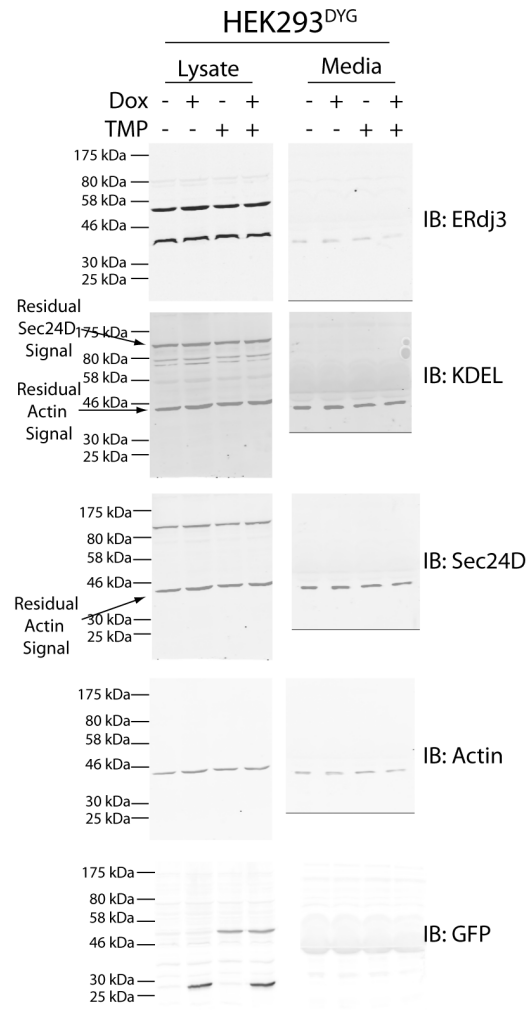 HEK293DYG
Lysate Media
Dox - + - + - + - +
TMP - - + + - - + +
175 kDa
80 kDa
58 kDa
46 kDa
30 kDa
25 kDa
IB: ERdj3
Residual
Sec24D
Signal
Residual
Actin
Signal
175 kDa
80 kDa
58 kDa
46 kDa
30 kDa
25 kDa
IB: KDEL
175 kDa
80 kDa
58 kDa
46 kDa
30 kDa
25 kDa
Residual
Actin
Signal
IB: Sec24D
175 kDa
80 kDa
58 kDa
46 kDa
30 kDa
25 kDa
IB: Actin
175 kDa
80 kDa
58 kDa
46 kDa
30 kDa
25 kDa
IB: GFP